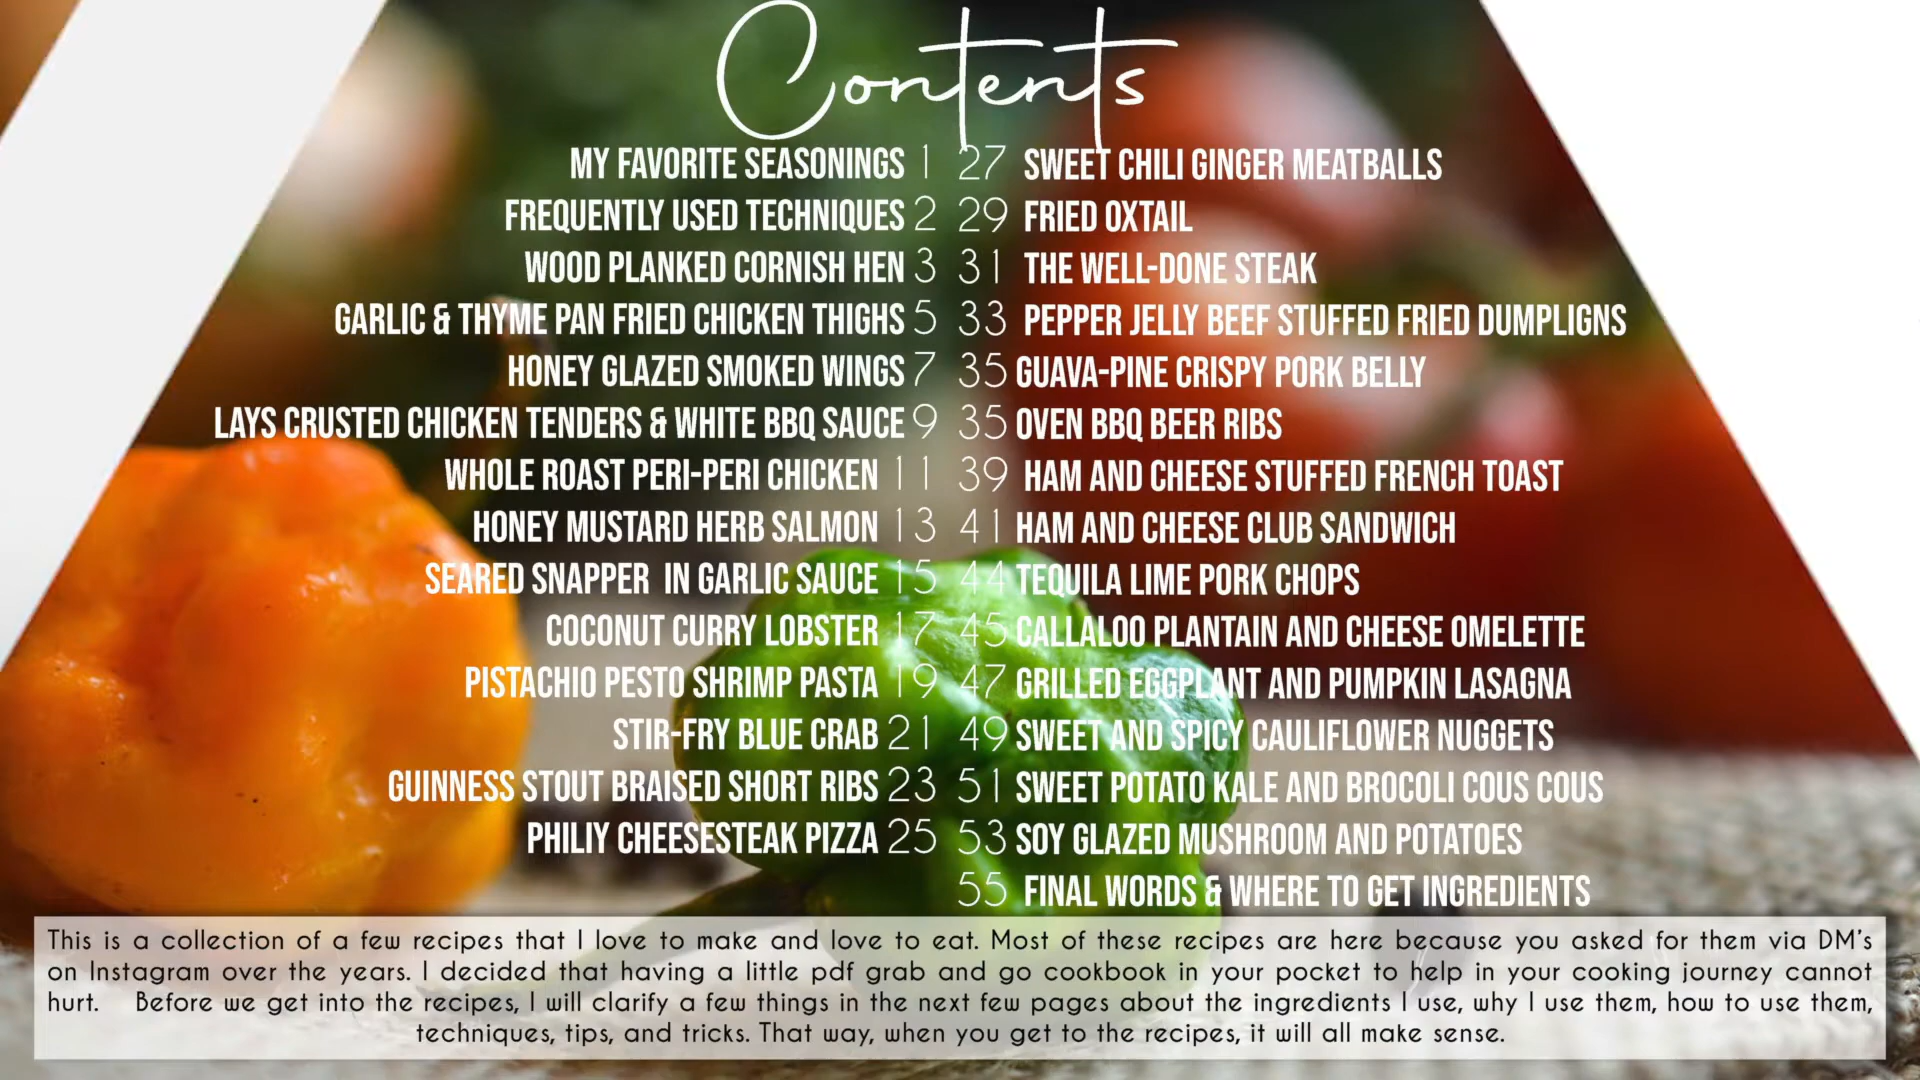 Contents
MY FAVORITE SEASONINGS 1
FREQUENTLY USED TECHNIQUES 2
WOOD PLANKED CORNISH HEN 3
GARLIC & THYME PAN FRIED CHICKEN THIGHS 5
HONEY GLAZED SMOKED WINGS 7
LAYS CRUSTED CHICKEN TENDERS & WHITE BBQ SAUCE 9
WHOLE ROAST PERI-PERI CHICKEN 11
HONEY MUSTARD HERB SALMON 13
SEARED SNAPPER IN GARLIC SAUCE 15
COCONUT CURRY LOBSTER 17
PISTACHIO PESTO SHRIMP PASTA 19
STIR-FRY BLUE CRAB 21
GUINNESS STOUT BRAISED SHORT RIBS 23
PHILIY CHEESESTEAK PIZZA 25
27 SWEET CHILI GINGER MEATBALLS
29 FRIED OXTAIL
31 THE WELL-DONE STEAK
33 PEPPER JELLY BEEF STUFFED FRIED DUMPLIGNS
35 GUAVA-PINE CRISPY PORK BELLY
35 OVEN BBQ BEER RIBS
39 HAM AND CHEESE STUFFED FRENCH TOAST
41 HAM AND CHEESE CLUB SANDWICH
44 TEQUILA LIME PORK CHOPS
45 CALLALOO PLANTAIN AND CHEESE OMELETTE
47 GRILLED EGGPLANT AND PUMPKIN LASAGNA
49 SWEET AND SPICY CAULIFLOWER NUGGETS
51 SWEET POTATO KALE AND BROCOLI COUS COUS
53 SOY GLAZED MUSHROOM AND POTATOES
55 FINAL WORDS & WHERE TO GET INGREDIENTS
This is a collection of a few recipes that I love to make and love to eat. Most of these recipes are here because you asked for them via DM's
on Instagram over the years. I decided that having a little pdf grab and go cookbook in your pocket to help in your cooking journey cannot
hurt. Before we get into the recipes, I will clarify a few things in the next few pages about the ingredients I use, why I use them, how to use them,
techniques, tips, and tricks. That way, when you get to the recipes, it will all make sense.